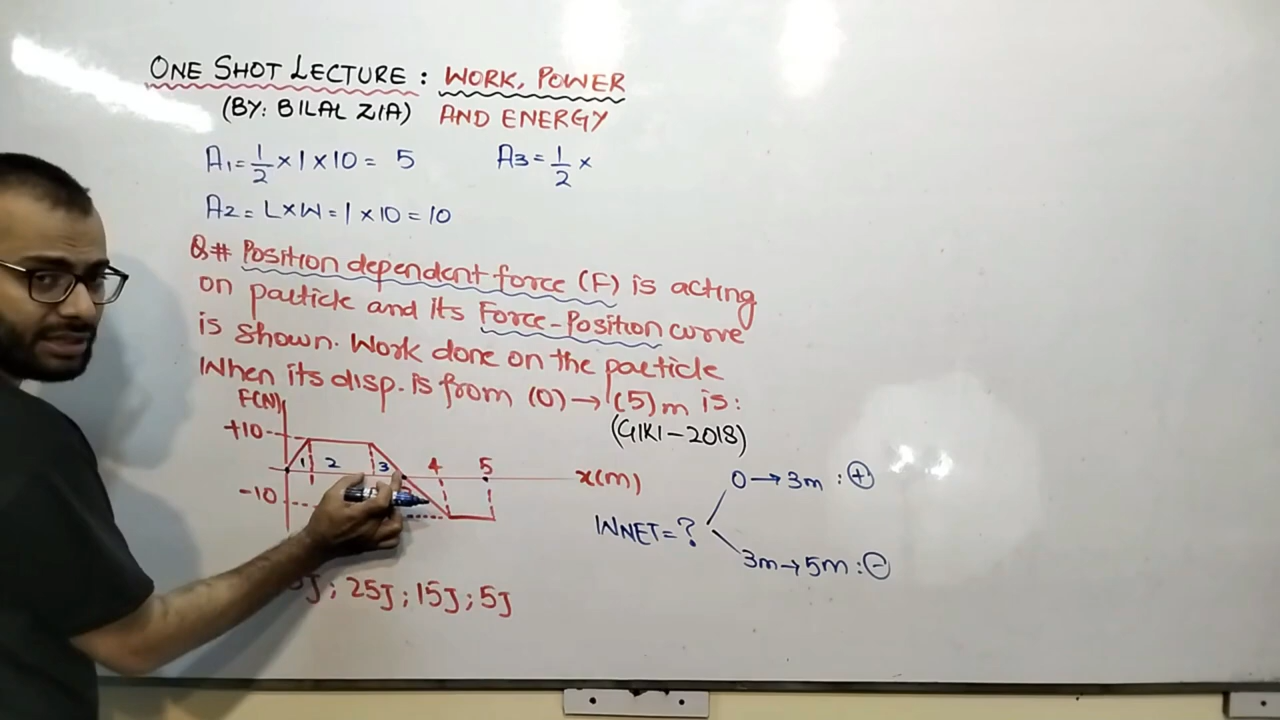 ONE SHOT LECTURE : WORK, POWER
(BY: BILAL ZIA) AND ENERGY
A1 = 1/2 × 1 × 10 = 5
A3 = 1/2 ×
A2 = L×W = 1 × 10 = 10
Q# Position dependent force (F) is acting
on particle and its Force-Position curve
is shown. Work done on the particle
When its disp. is from (0) → (5)m is:
(GIKI-2018)
F(N)
+10
1 2 3 4 5
x(m)
-10
0 → 3m : +
WNET = ?
3m → 5m : -
J ; 25J ; 15J ; 5J